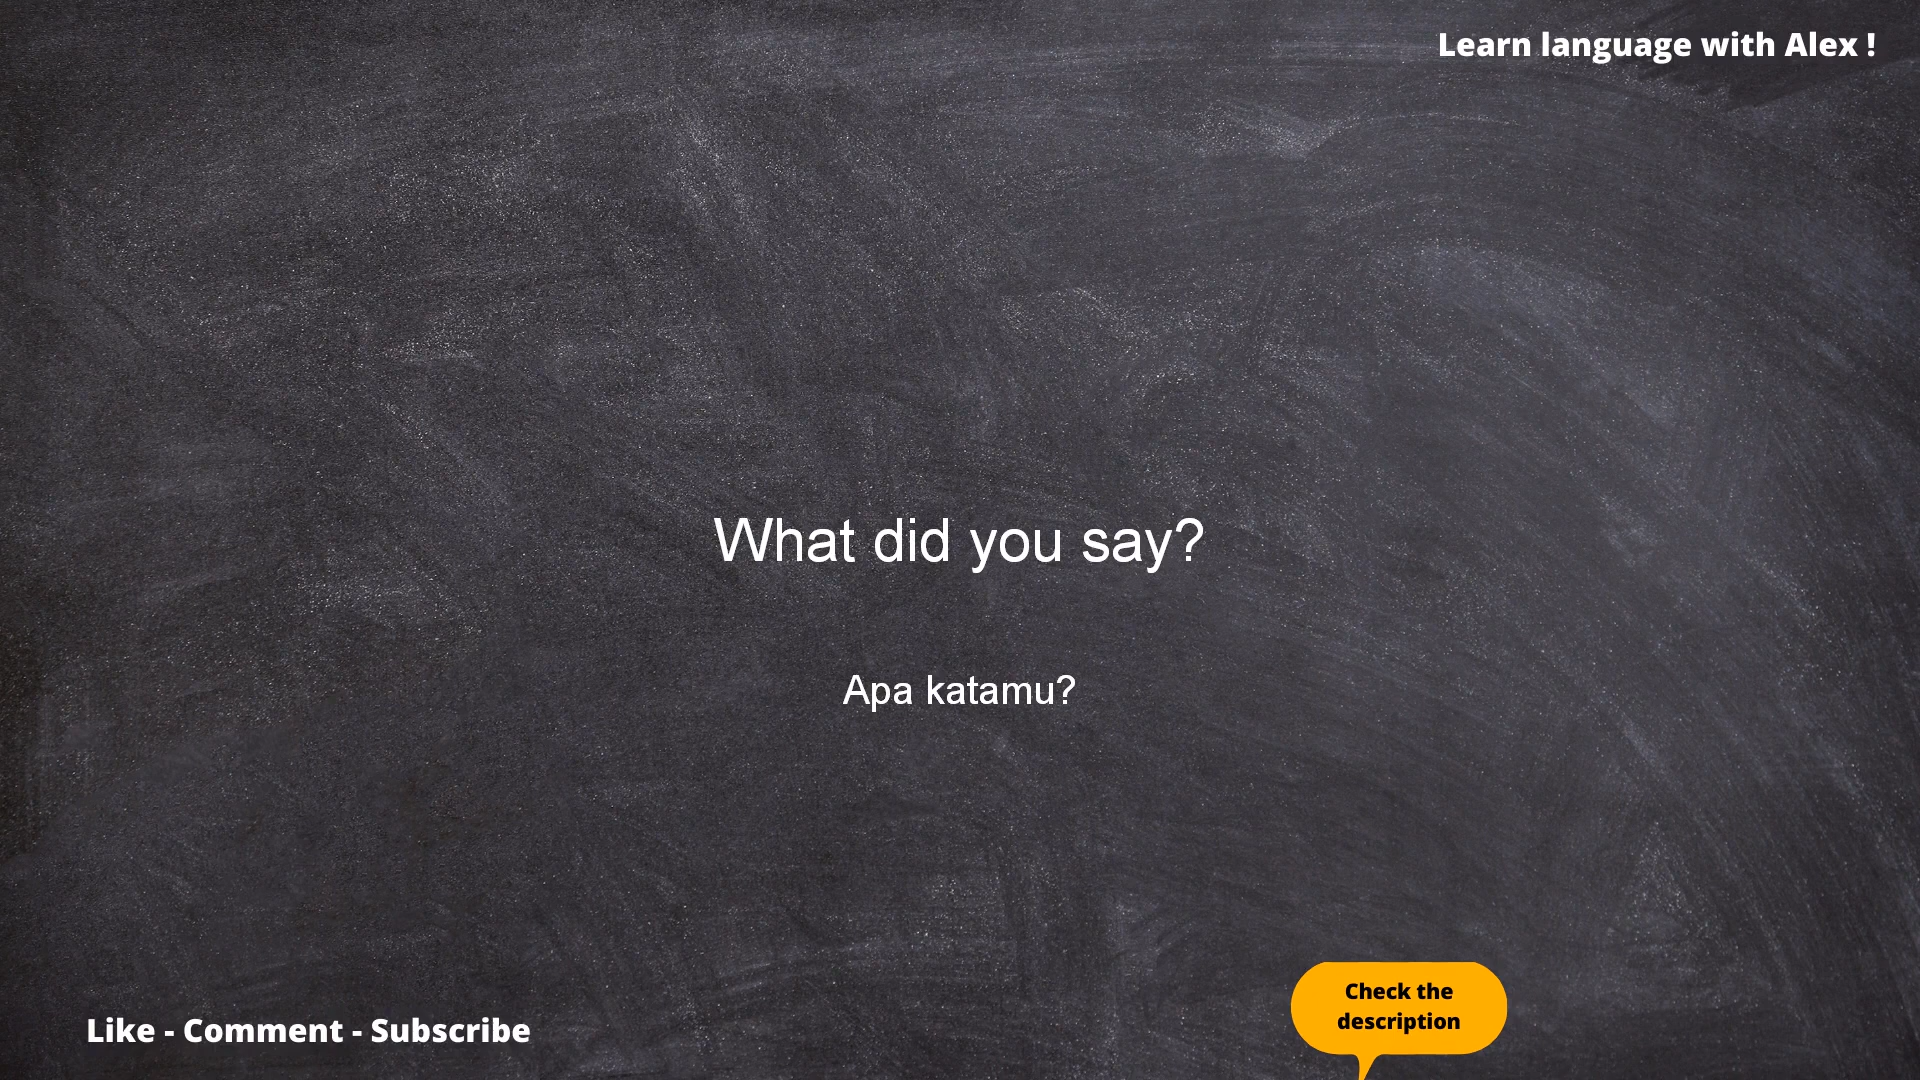 Learn language with Alex !
What did you say?
Apa katamu?
Check the
description
Like - Comment - Subscribe